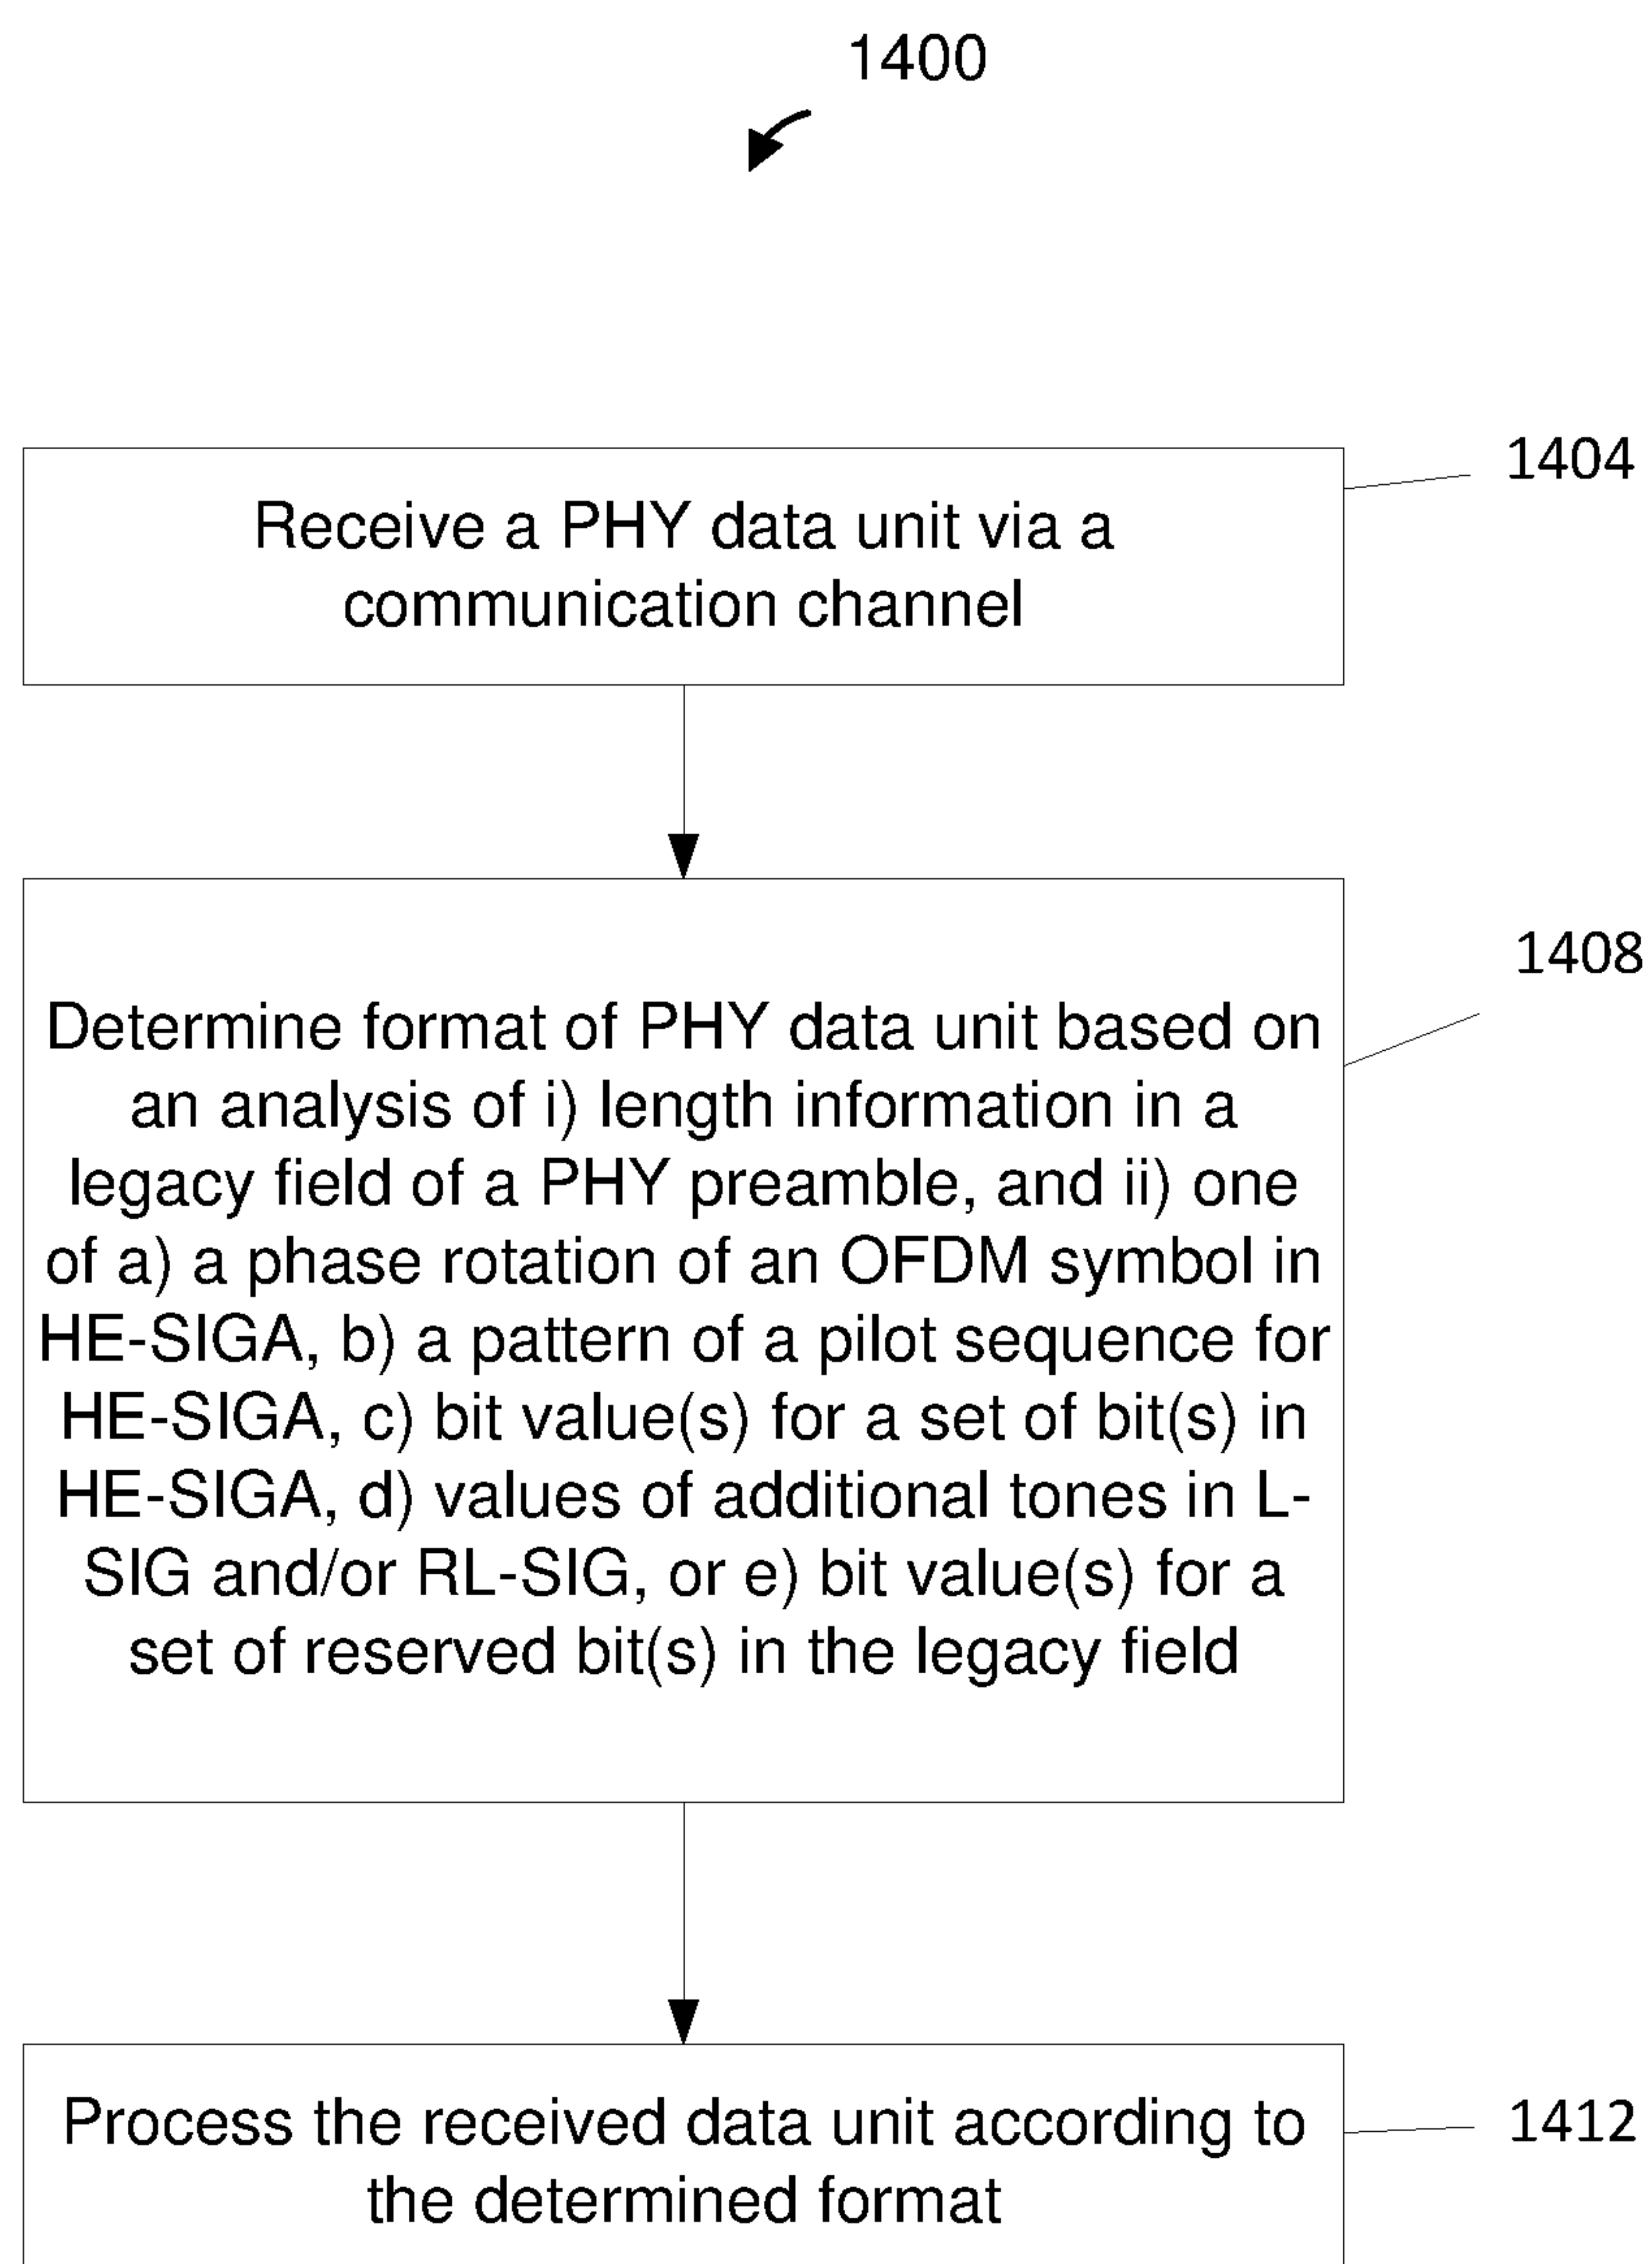 1400
1404
Receive a PHY data unit via a
communication channel
1408
Determine format of PHY data unit based on
an analysis of i) length information in a
legacy field of a PHY preamble, and ii) one
of a) a phase rotation of an OFDM symbol in
HE-SIGA, b) a pattern of a pilot sequence for
HE-SIGA, c) bit value(s) for a set of bit(s) in
HE-SIGA, d) values of additional tones in L-
SIG and/or RL-SIG, or e) bit value(s) for a
set of reserved bit(s) in the legacy field
1412
Process the received data unit according to
the determined format